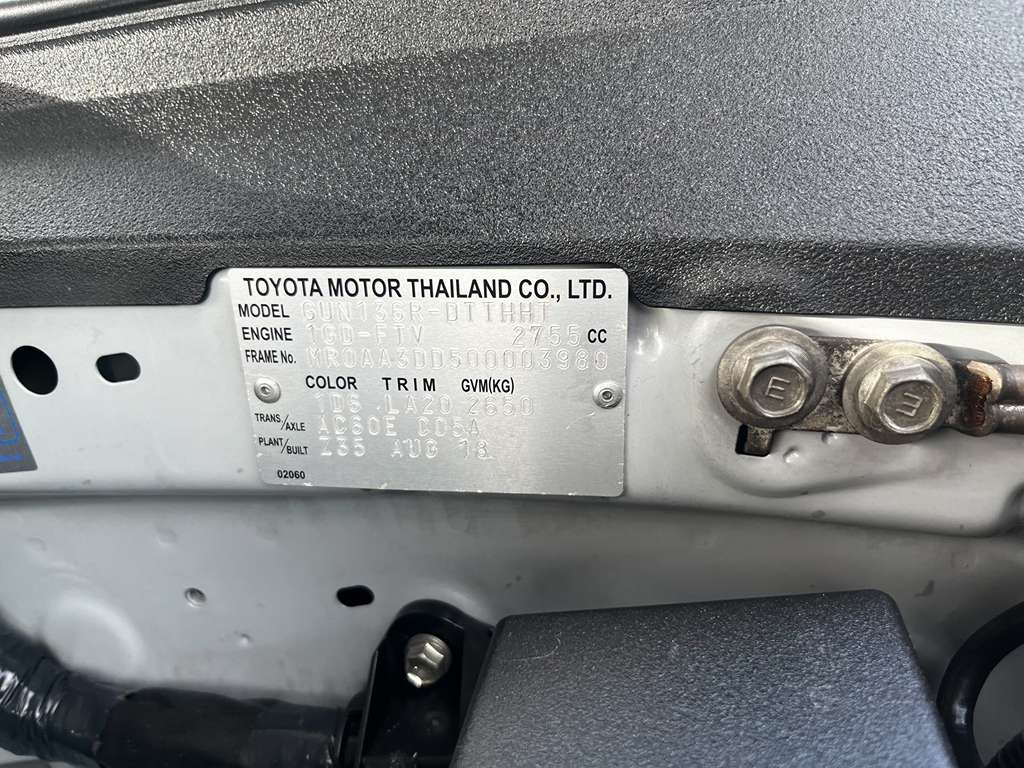 TOYOTA MOTOR THAILAND CO., LTD.
MODEL GUN136R-DTTHHT
ENGINE 1GD-FTV 2755 CC
FRAME No. MR0AA3DD500003980
COLOR TRIM GVM(KG)
1D6 LA20 2650
TRANS/AXLE AC60E C05A
PLANT/BUILT Z35 AUG 18
02060
E
E